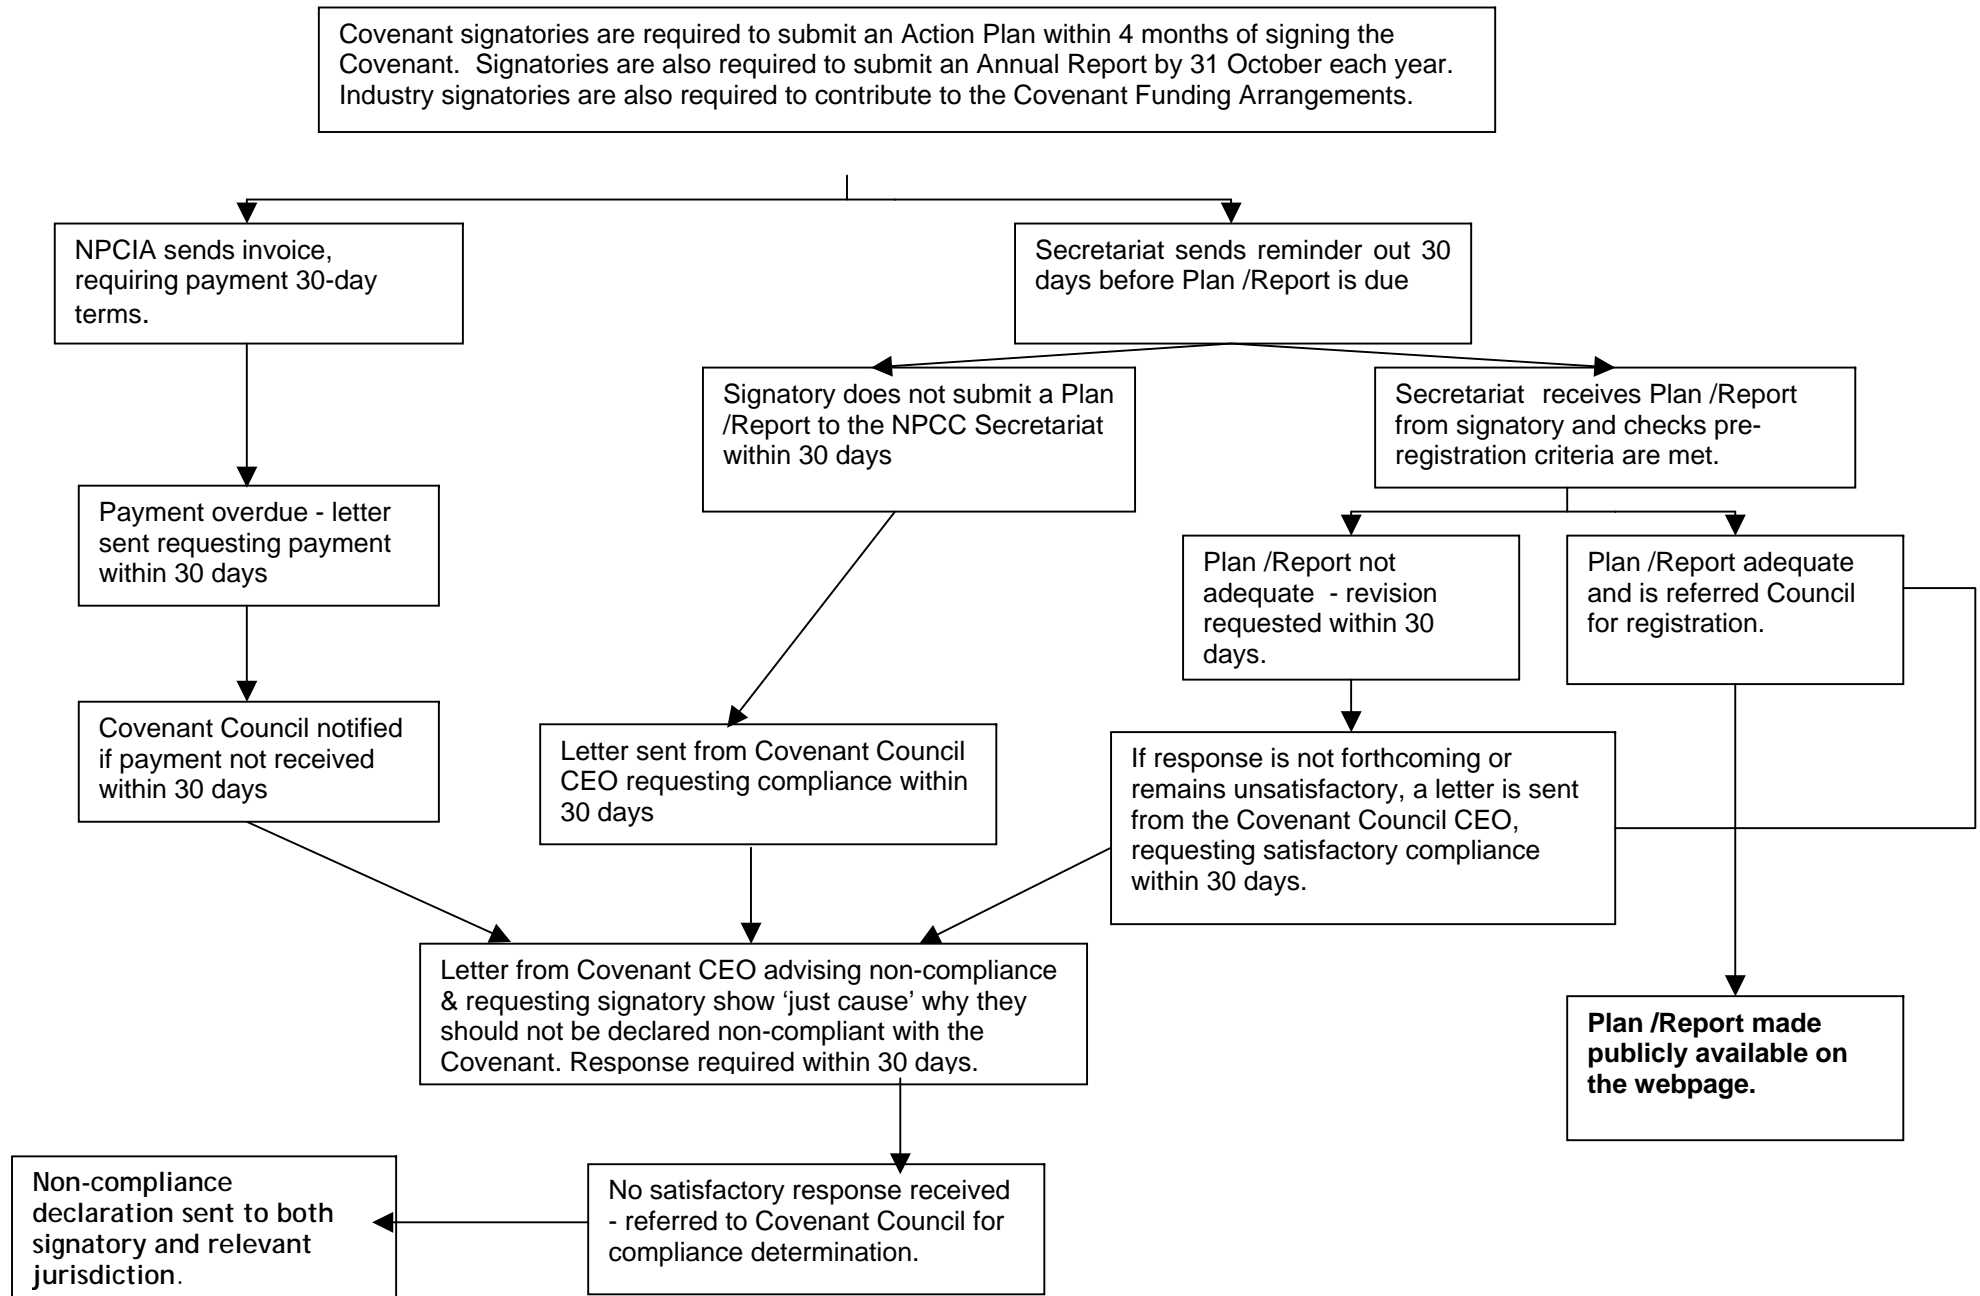 Covenant signatories are required to submit an Action Plan within 4 months of signing the
Covenant.  Signatories are also required to submit an Annual Report by 31 October each year.
Industry signatories are also required to contribute to the Covenant Funding Arrangements.
NPCIA sends invoice,
requiring payment 30-day
terms.
Secretariat sends reminder out 30
days before Plan /Report is due
Signatory does not submit a Plan
/Report to the NPCC Secretariat
within 30 days
Secretariat  receives Plan /Report
from signatory and checks pre-
registration criteria are met.
Payment overdue - letter
sent requesting payment
within 30 days
Plan /Report not
adequate  - revision
requested within 30
days.
Plan /Report adequate
and is referred Council
for registration.
Covenant Council notified
if payment not received
within 30 days
Letter sent from Covenant Council
CEO requesting compliance within
30 days
If response is not forthcoming or
remains unsatisfactory, a letter is sent
from the Covenant Council CEO,
requesting satisfactory compliance
within 30 days.
Letter from Covenant CEO advising non-compliance
& requesting signatory show ‘just cause’ why they
should not be declared non-compliant with the
Covenant. Response required within 30 days.
Plan /Report made
publicly available on
the webpage.
Non-compliance
declaration sent to both
signatory and relevant
jurisdiction.
No satisfactory response received
- referred to Covenant Council for
compliance determination.